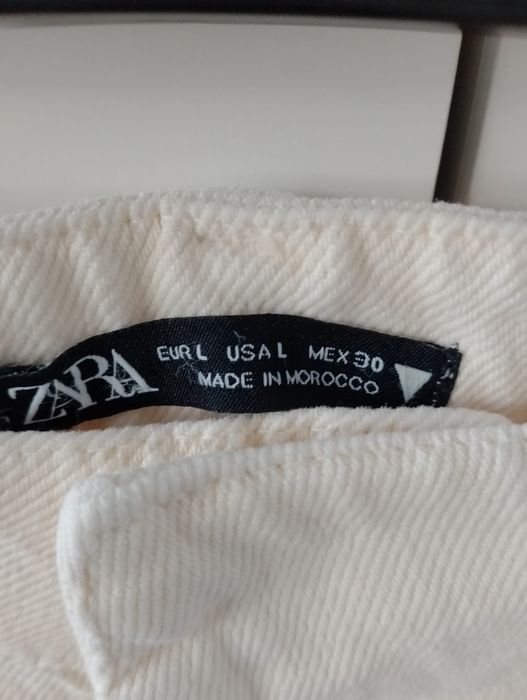 ZARA
EUR L USA L MEX 30
MADE IN MOROCCO